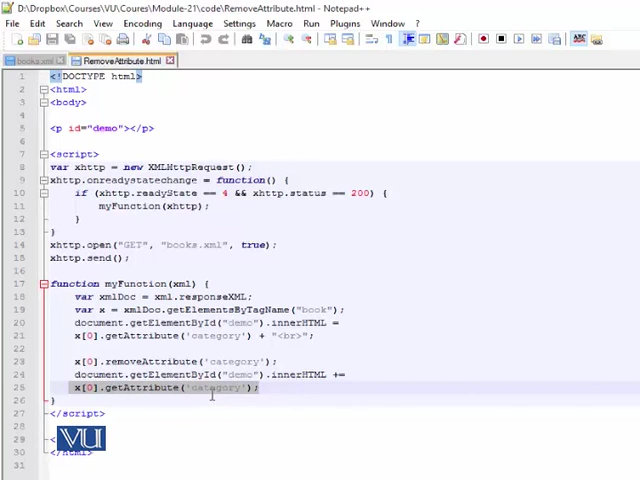 D:\Dropbox\Courses\VU\Coures\Module-21\code\RemoveAttribute.html - Notepad++
File Edit Search View Encoding Language Settings Macro Run Plugins Window ?
books.xml RemoveAttribute.html
1 <!DOCTYPE html>
2 <html>
3 <body>
4
5 <p id="demo"></p>
6
7 <script>
8 var xhttp = new XMLHttpRequest();
9 xhttp.onreadystatechange = function() {
10 if (xhttp.readyState == 4 && xhttp.status == 200) {
11 myFunction(xhttp);
12 }
13 }
14 xhttp.open("GET", "books.xml", true);
15 xhttp.send();
16
17 function myFunction(xml) {
18 var xmlDoc = xml.responseXML;
19 var x = xmlDoc.getElementsByTagName("book");
20 document.getElementById("demo").innerHTML =
21 x[0].getAttribute('category') + "<br>";
22
23 x[0].removeAttribute('category');
24 document.getElementById("demo").innerHTML +=
25 x[0].getAttribute('category');
26 }
27 </script>
28
29 <
VU
30 </html>
31